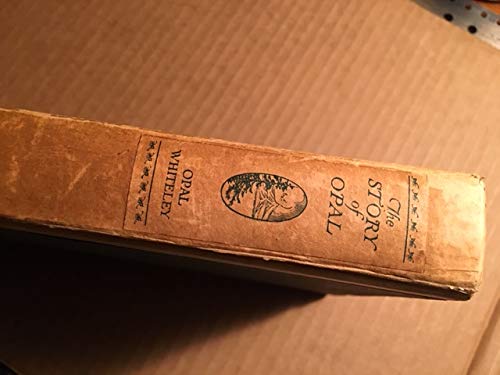 The
STORY
of
OPAL
OPAL
WHITELEY